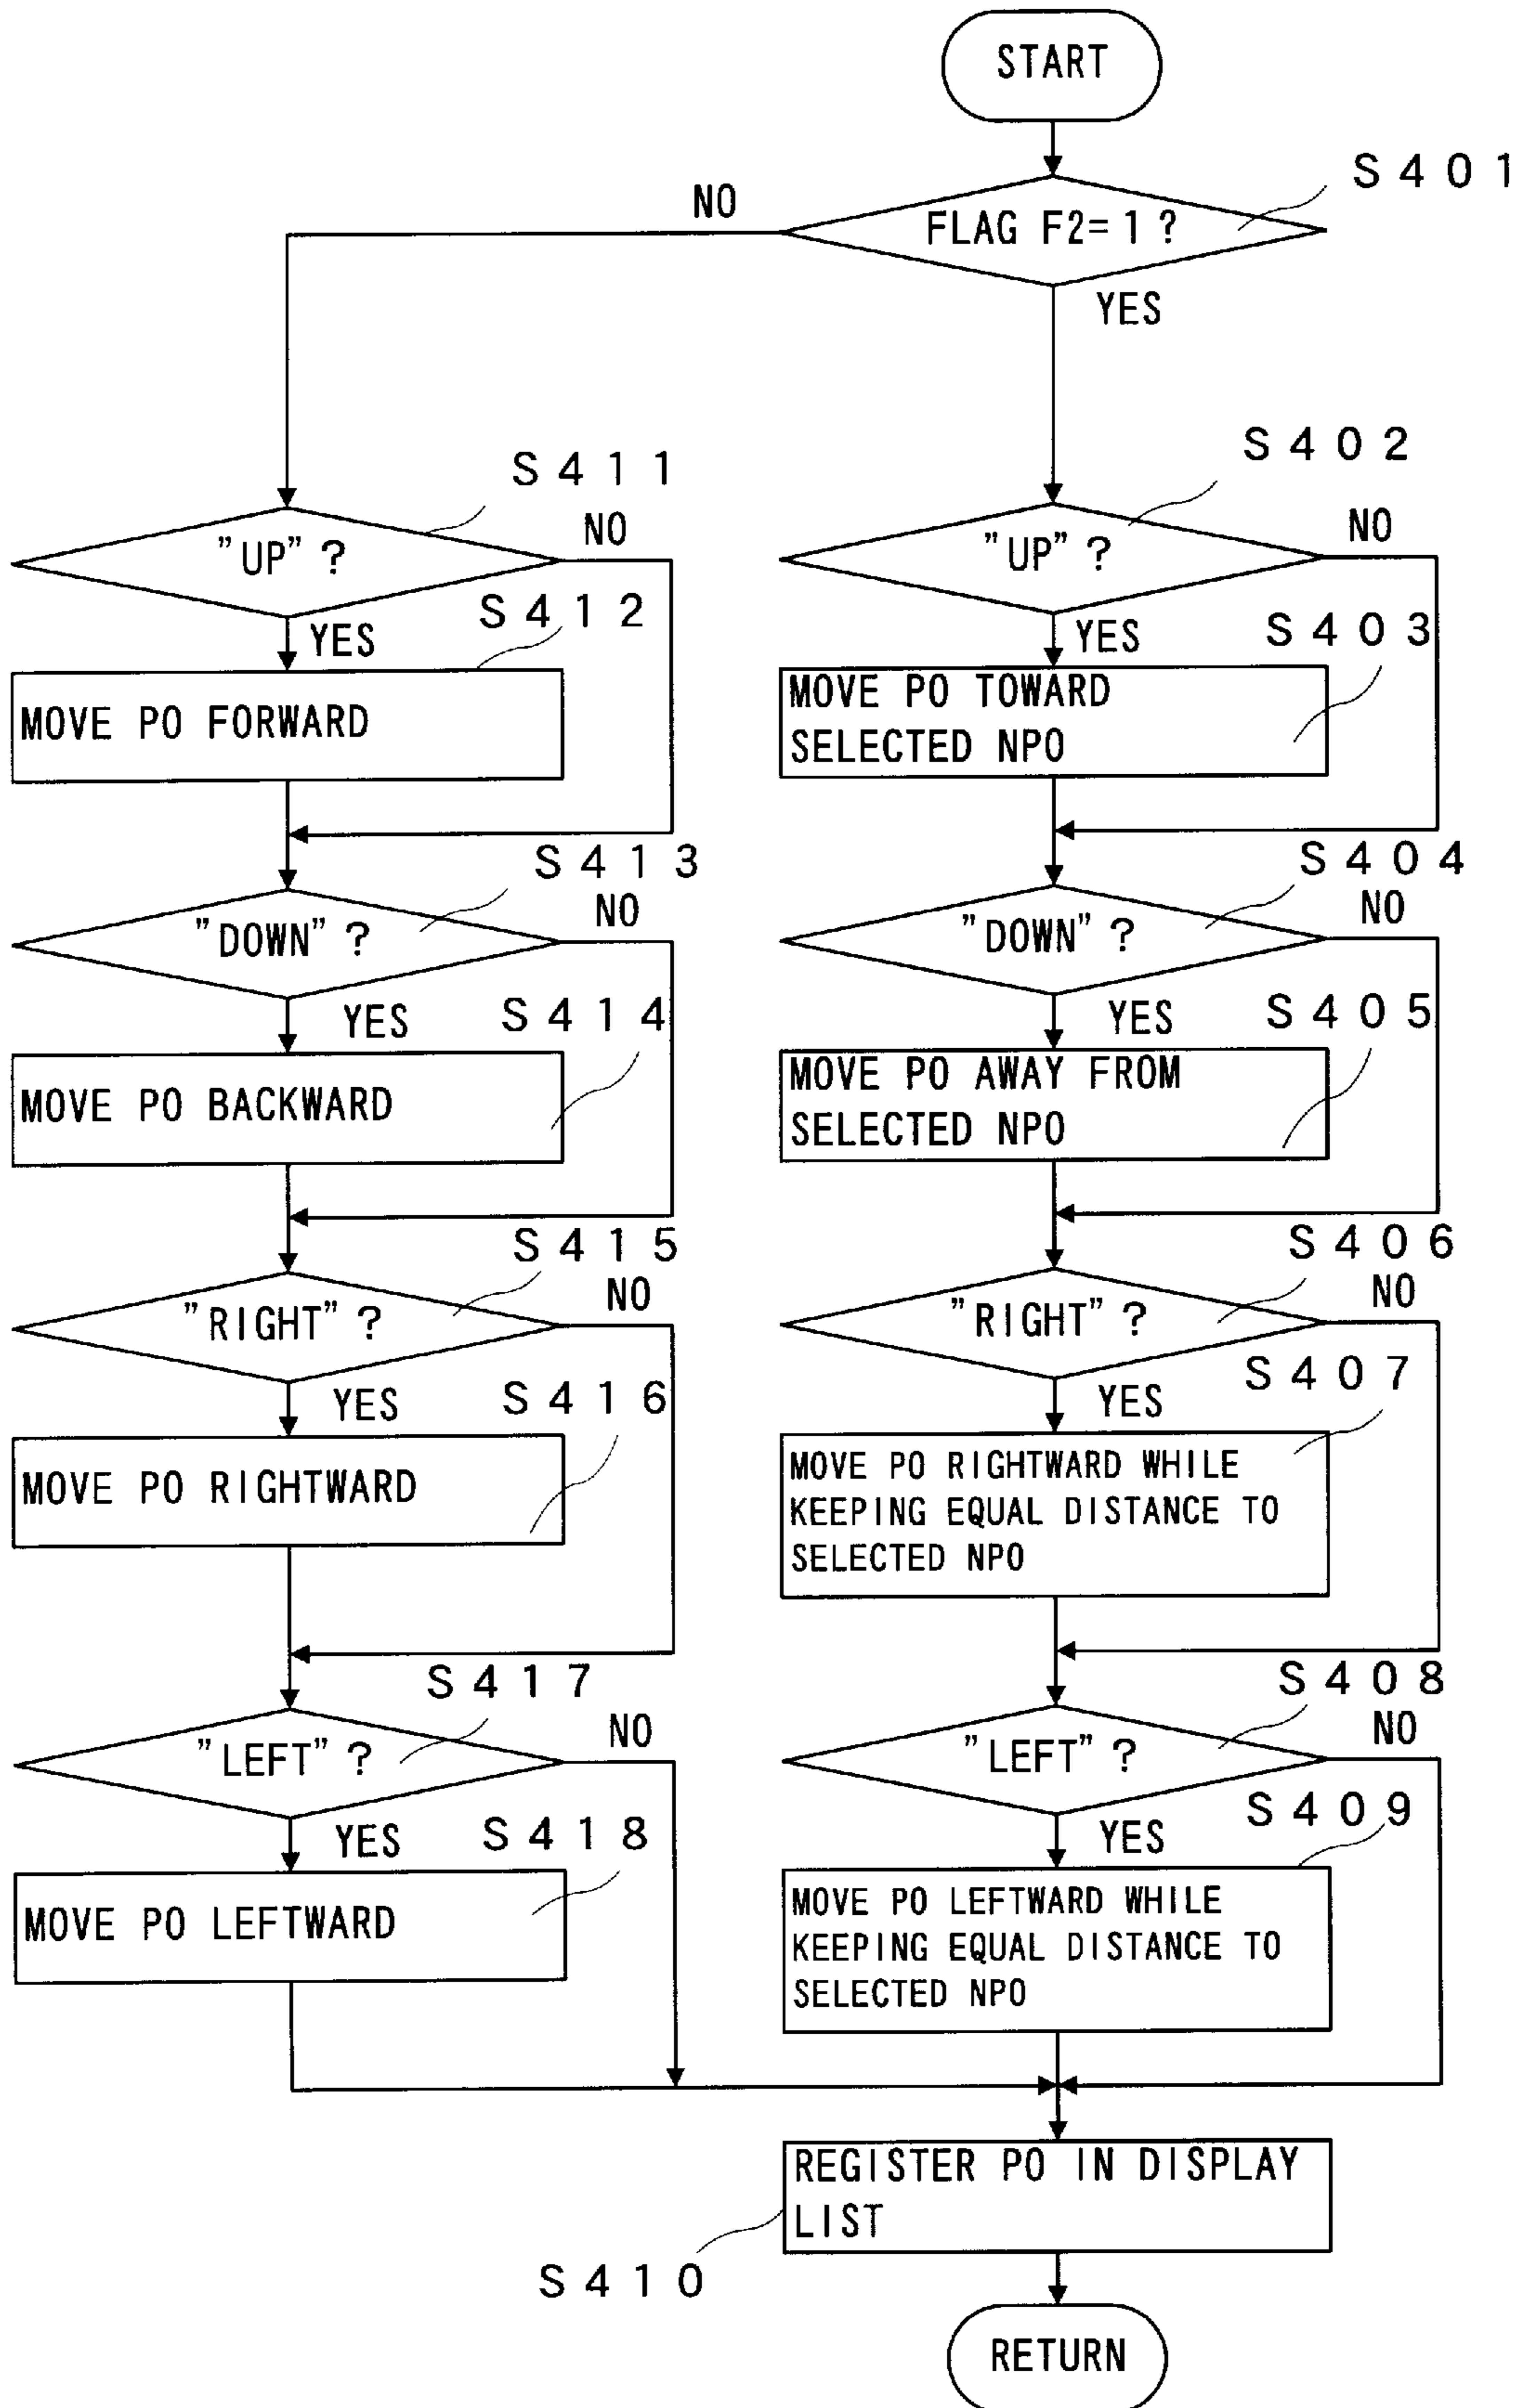 START
S401
NO
FLAG F2=1?
YES
S411
S402
"UP"?
NO
"UP"?
NO
S412
YES
S403
YES
MOVE PO FORWARD
MOVE PO TOWARD
SELECTED NPO
S413
S404
"DOWN"?
NO
"DOWN"?
NO
YES
S414
YES
S405
MOVE PO BACKWARD
MOVE PO AWAY FROM
SELECTED NPO
S415
S406
"RIGHT"?
NO
"RIGHT"?
NO
YES
S416
YES
S407
MOVE PO RIGHTWARD
MOVE PO RIGHTWARD WHILE
KEEPING EQUAL DISTANCE TO
SELECTED NPO
S417
S408
"LEFT"?
NO
"LEFT"?
NO
YES
S418
YES
S409
MOVE PO LEFTWARD
MOVE PO LEFTWARD WHILE
KEEPING EQUAL DISTANCE TO
SELECTED NPO
REGISTER PO IN DISPLAY
LIST
S410
RETURN